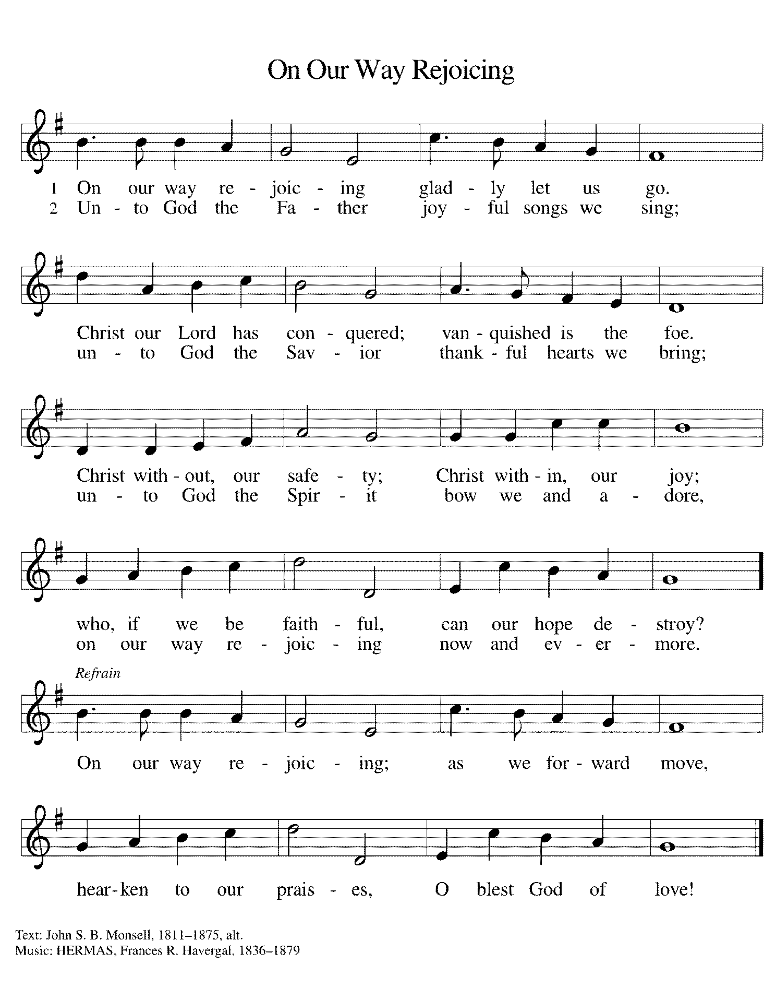 On Our Way Rejoicing
1 On our way re - joic - ing glad - ly let us go.
2 Un - to God the Fa - ther joy - ful songs we sing;
Christ our Lord has con - quered; van - quished is the foe.
un - to God the Sav - ior thank - ful hearts we bring;
Christ with - out, our safe - ty; Christ with - in, our joy;
un - to God the Spir - it bow we and a - dore,
who, if we be faith - ful, can our hope de - stroy?
on our way re - joic - ing now and ev - er - more.
Refrain
On our way re - joic - ing; as we for - ward move,
hear - ken to our prais - es, O blest God of love!
Text: John S. B. Monsell, 1811–1875, alt.
Music: HERMAS, Frances R. Havergal, 1836–1879